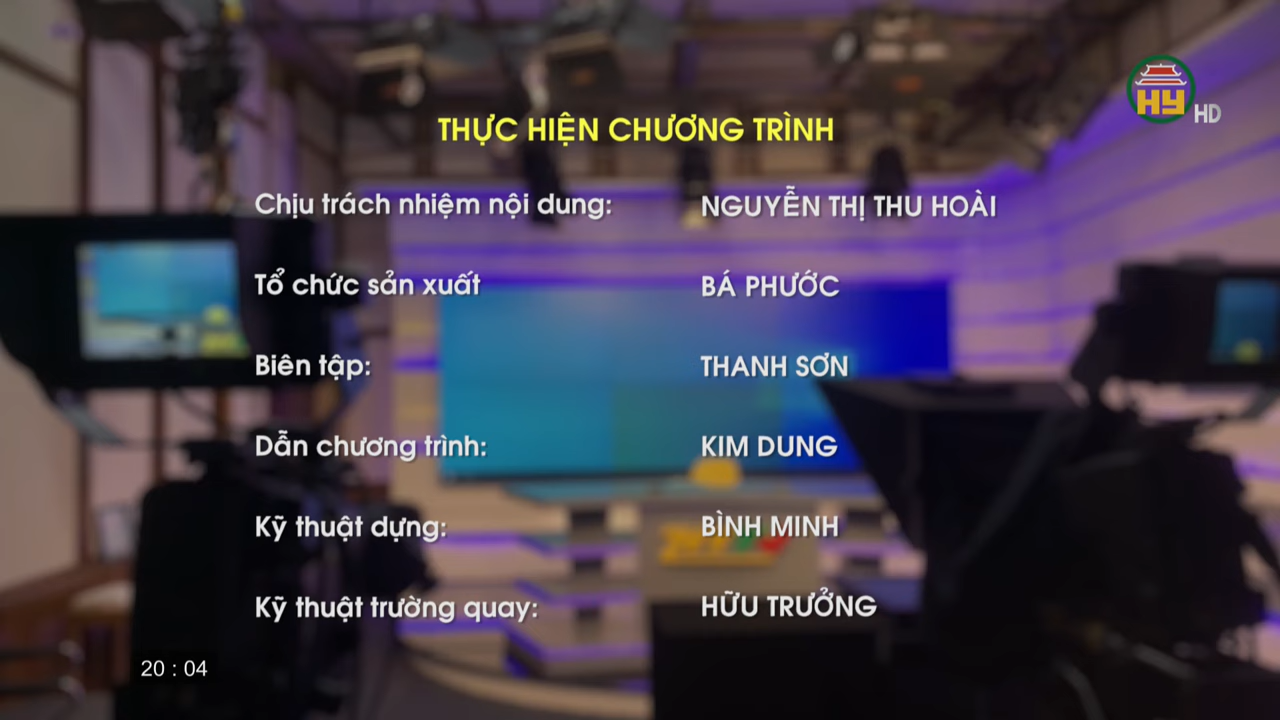 THỰC HIỆN CHƯƠNG TRÌNH
HY HD
Chịu trách nhiệm nội dung: NGUYỄN THỊ THU HOÀI
Tổ chức sản xuất BÁ PHƯỚC
Biên tập: THANH SƠN
Dẫn chương trình: KIM DUNG
Kỹ thuật dựng: BÌNH MINH
Kỹ thuật trường quay: HỮU TRƯỞNG
20 : 04